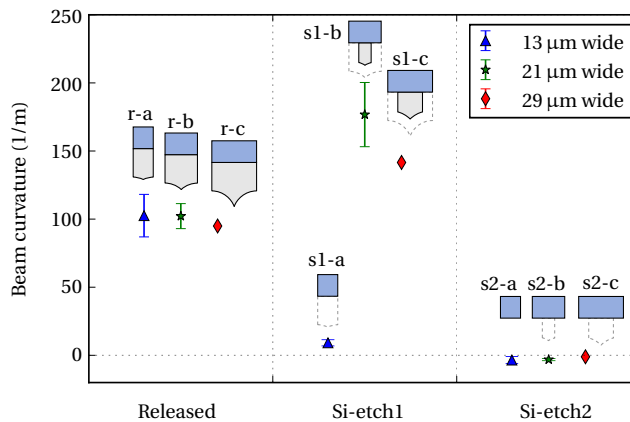 250
200
150
100
50
0
Beam curvature (1/m)
13 μm wide
21 μm wide
29 μm wide
s1-b
s1-c
r-a
r-b
r-c
s1-a
s2-a
s2-b
s2-c
Released
Si-etch1
Si-etch2